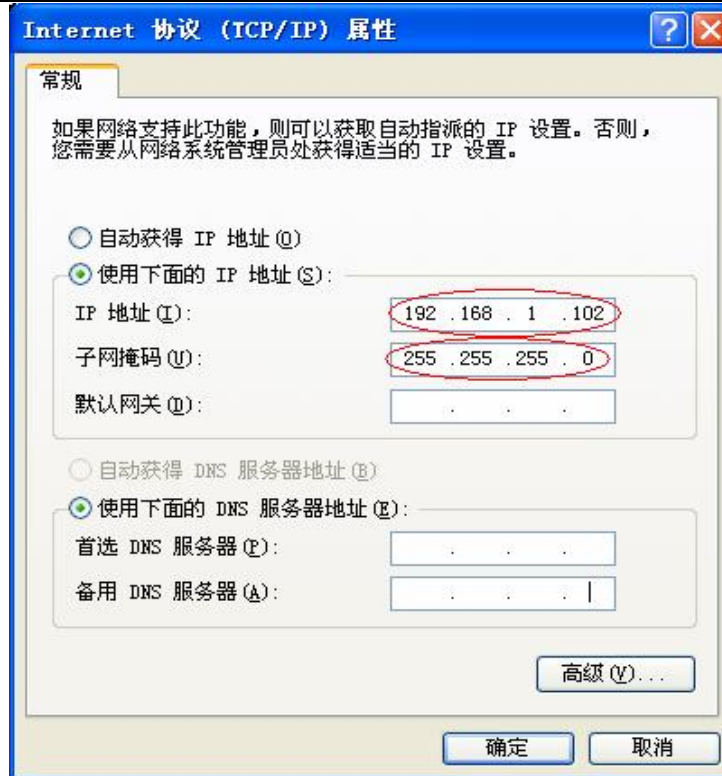 Internet 协议 (TCP/IP) 属性
常规
如果网络支持此功能，则可以获取自动指派的 IP 设置。否则，
您需要从网络系统管理员处获得适当的 IP 设置。
自动获得 IP 地址(O)
使用下面的 IP 地址(S):
IP 地址(I): 192 .168 . 1 .102
子网掩码(U): 255 .255 .255 . 0
默认网关(D): . . .
自动获得 DNS 服务器地址(B)
使用下面的 DNS 服务器地址(E):
首选 DNS 服务器(P): . . .
备用 DNS 服务器(A): . . .
高级(V)...
确定 取消